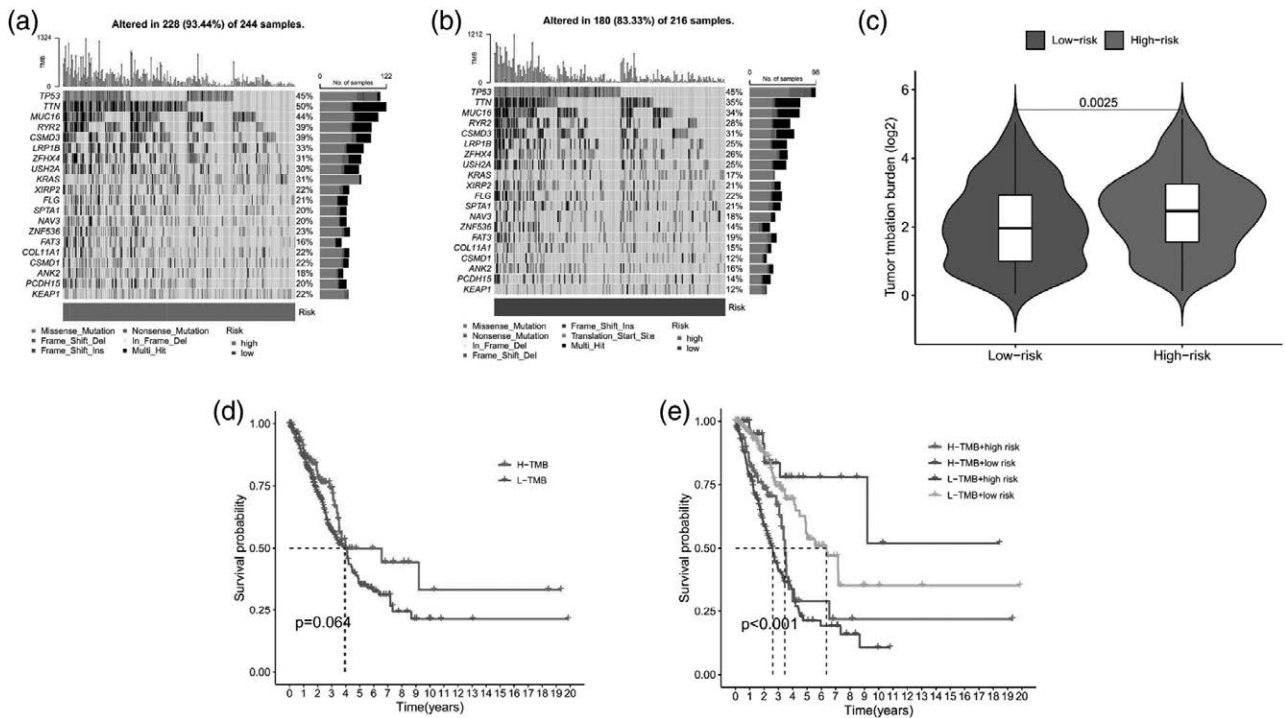 (a)
Altered in 228 (93.44%) of 244 samples.
1324
TMB
0
0 122
No. of samples
TP53 45%
TTN 50%
MUC16 44%
RYR2 39%
CSMD3 39%
LRP1B 33%
ZFHX4 31%
USH2A 30%
KRAS 31%
XIRP2 22%
FLG 21%
SPTA1 20%
NAV3 20%
ZNF536 23%
FAT3 16%
COL11A1 22%
CSMD1 22%
ANK2 18%
PCDH15 20%
KEAP1 22%
Risk
Missense_Mutation Nonsense_Mutation Risk
Frame_Shift_Del In_Frame_Del high
Frame_Shift_Ins Multi_Hit low
(b)
Altered in 180 (83.33%) of 216 samples.
1212
TMB
0
0 98
No. of samples
TP53 45%
TTN 35%
MUC16 34%
RYR2 28%
CSMD3 31%
LRP1B 25%
ZFHX4 26%
USH2A 25%
KRAS 17%
XIRP2 21%
FLG 22%
SPTA1 21%
NAV3 18%
ZNF536 14%
FAT3 19%
COL11A1 15%
CSMD1 12%
ANK2 16%
PCDH15 14%
KEAP1 12%
Risk
Missense_Mutation Frame_Shift_Ins Risk
Nonsense_Mutation Translation_Start_Site high
In_Frame_Del Multi_Hit low
Frame_Shift_Del
(c)
Low-risk High-risk
0.0025
6
4
2
0
Tumor tmbation burden (log2)
Low-risk High-risk
(d)
1.00
0.75
0.50
0.25
0.00
Survival probability
H-TMB
L-TMB
p=0.064
0 1 2 3 4 5 6 7 8 9 10 11 12 13 14 15 16 17 18 19 20
Time(years)
(e)
1.00
0.75
0.50
0.25
0.00
Survival probability
H-TMB+high risk
H-TMB+low risk
L-TMB+high risk
L-TMB+low risk
p<0.001
0 1 2 3 4 5 6 7 8 9 10 11 12 13 14 15 16 17 18 19 20
Time(years)